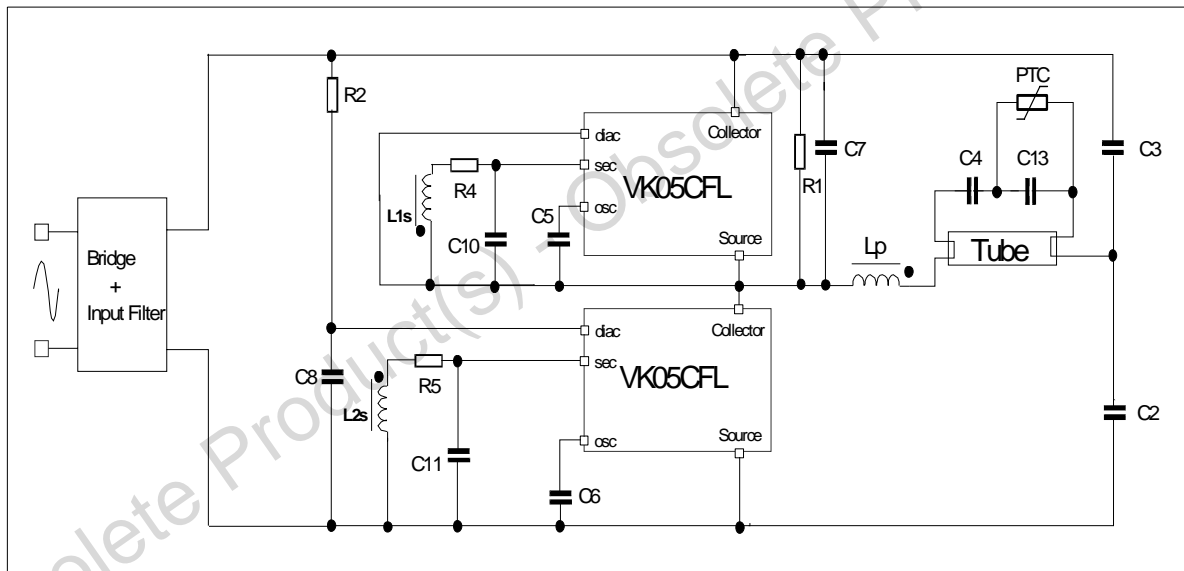 Obsolete Product(s) - Obsolete P
PTC
R2
diac
Collector
C4
C13
C3
sec
R4
VK05CFL
C7
R1
osc
L1s
C5
C10
Source
Lp
Tube
Bridge
+
Input Filter
diac
Collector
sec
VK05CFL
C8
R5
L2s
osc
Source
C2
C11
C6
olete Product(s)